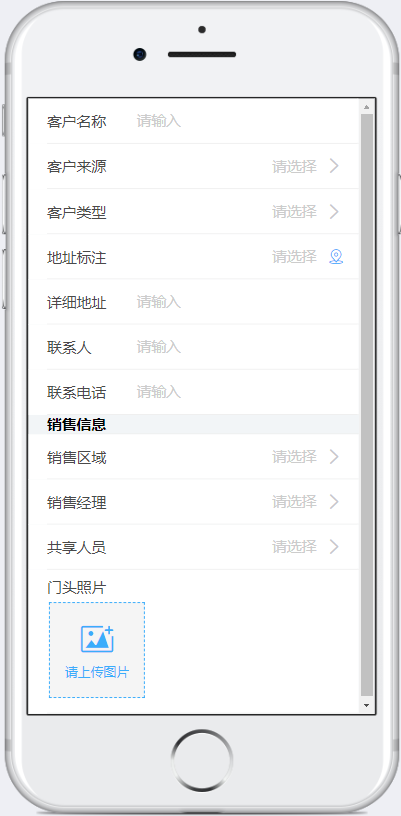 客户名称 请输入
客户来源 请选择
客户类型 请选择
地址标注 请选择
详细地址 请输入
联系人 请输入
联系电话 请输入
销售信息
销售区域 请选择
销售经理 请选择
共享人员 请选择
门头照片
请上传图片